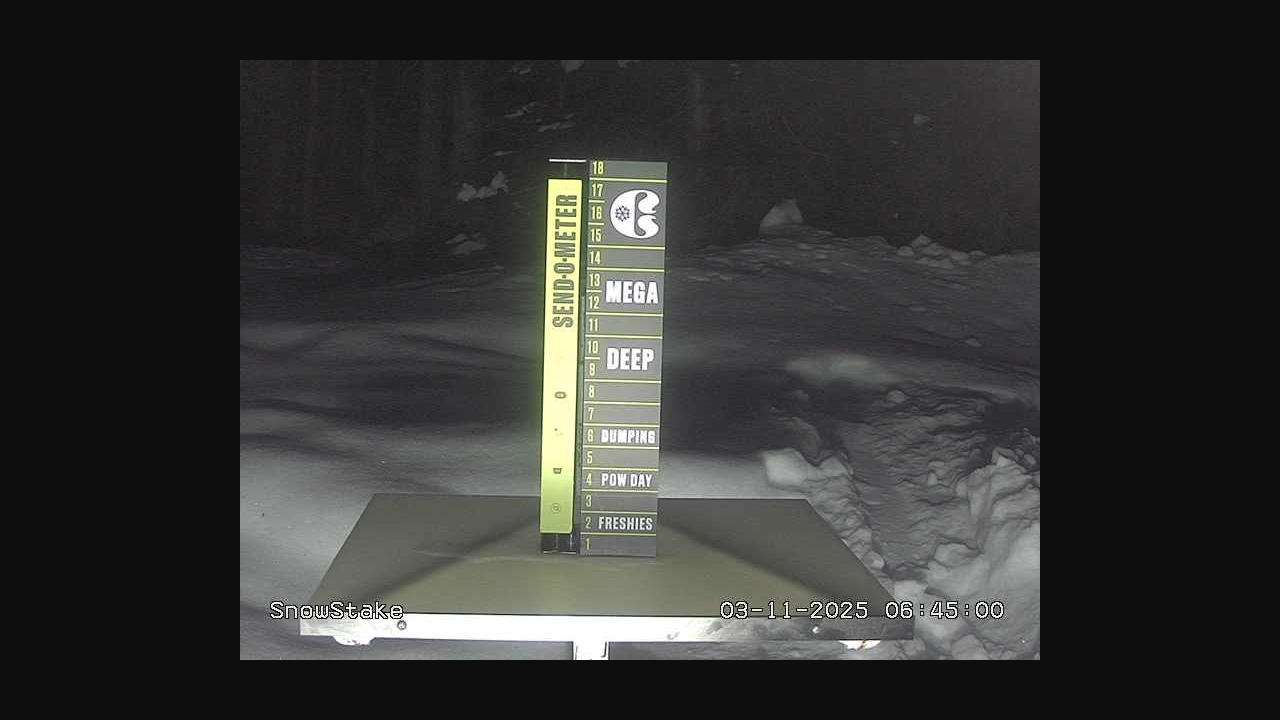 SEND·O·METER
18
17
16
15
14
13
12 MEGA
11
10
9 DEEP
8
7
6 DUMPING
5
4 POW DAY
3
2 FRESHIES
1
SnowStake
03-11-2025 06:45:00